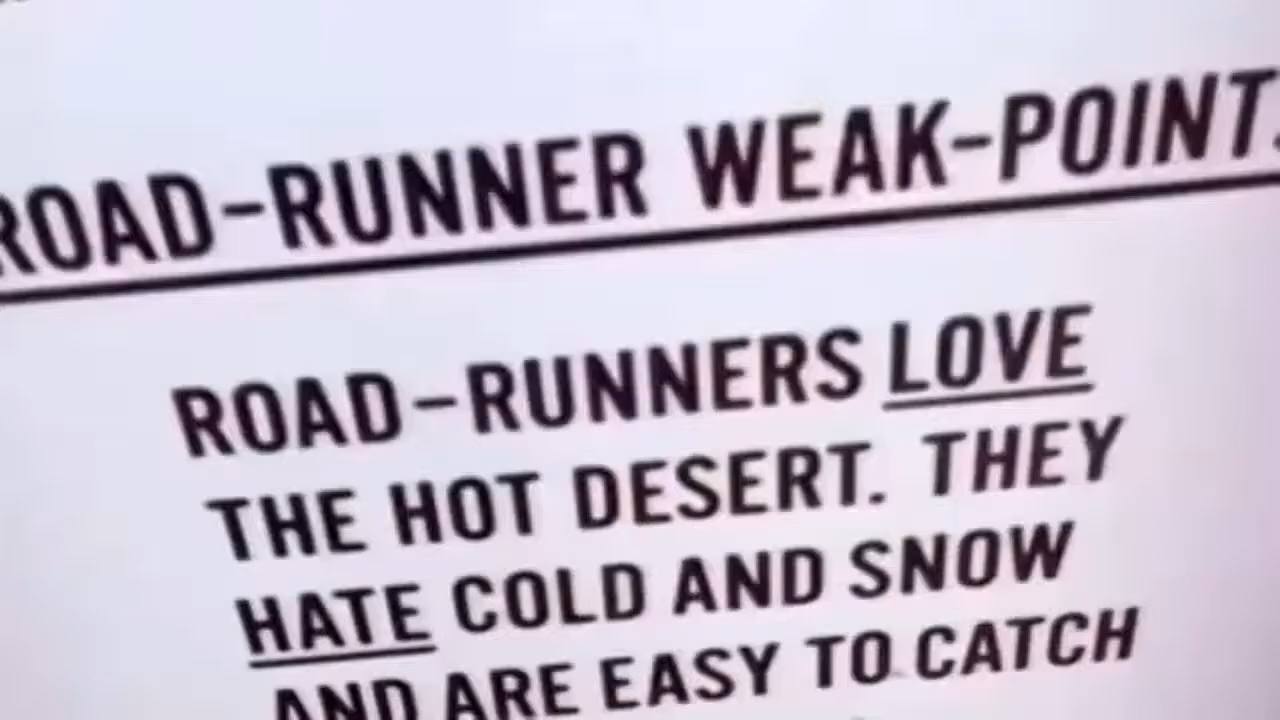 ROAD-RUNNER WEAK-POINTS
ROAD-RUNNERS LOVE
THE HOT DESERT. THEY
HATE COLD AND SNOW
AND ARE EASY TO CATCH